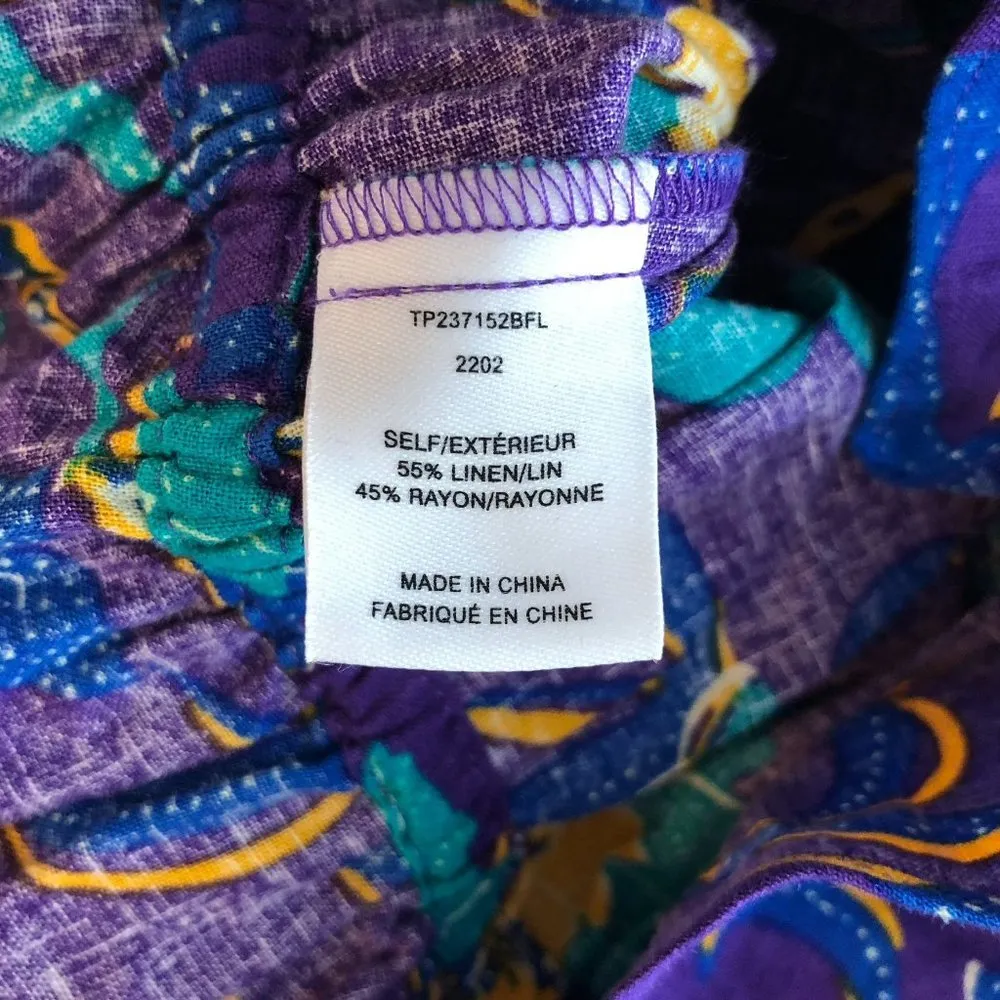 TP237152BFL
2202
SELF/EXTÉRIEUR
55% LINEN/LIN
45% RAYON/RAYONNE
MADE IN CHINA
FABRIQUÉ EN CHINE